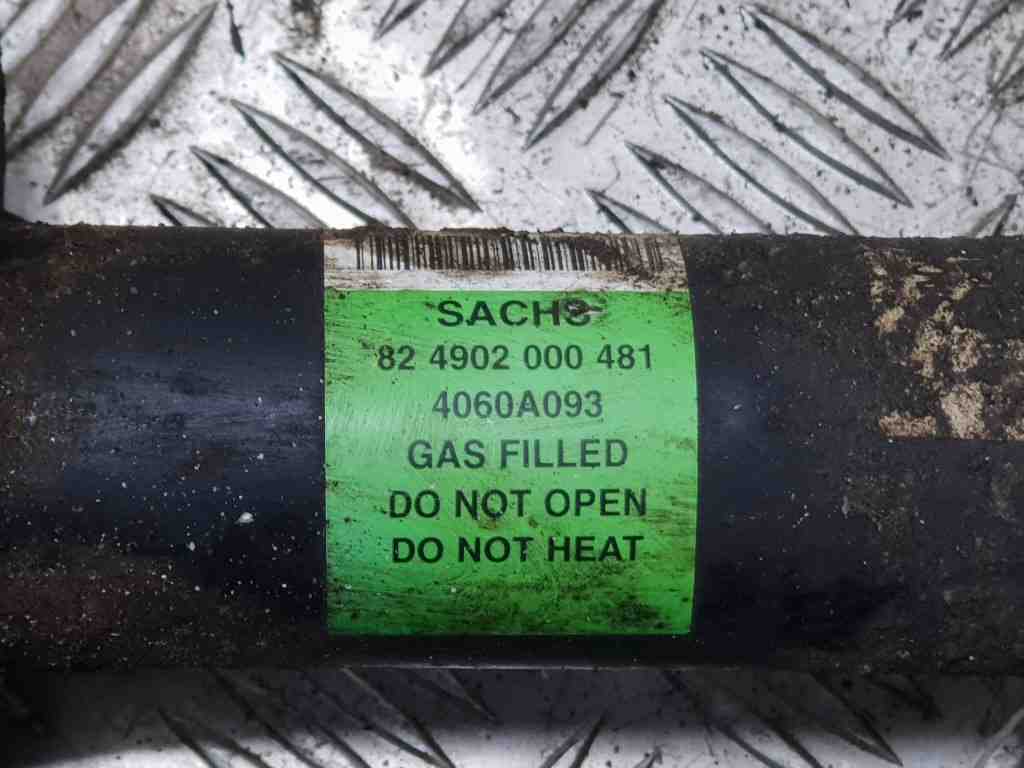 SACHS
82 4902 000 481
4060A093
GAS FILLED
DO NOT OPEN
DO NOT HEAT